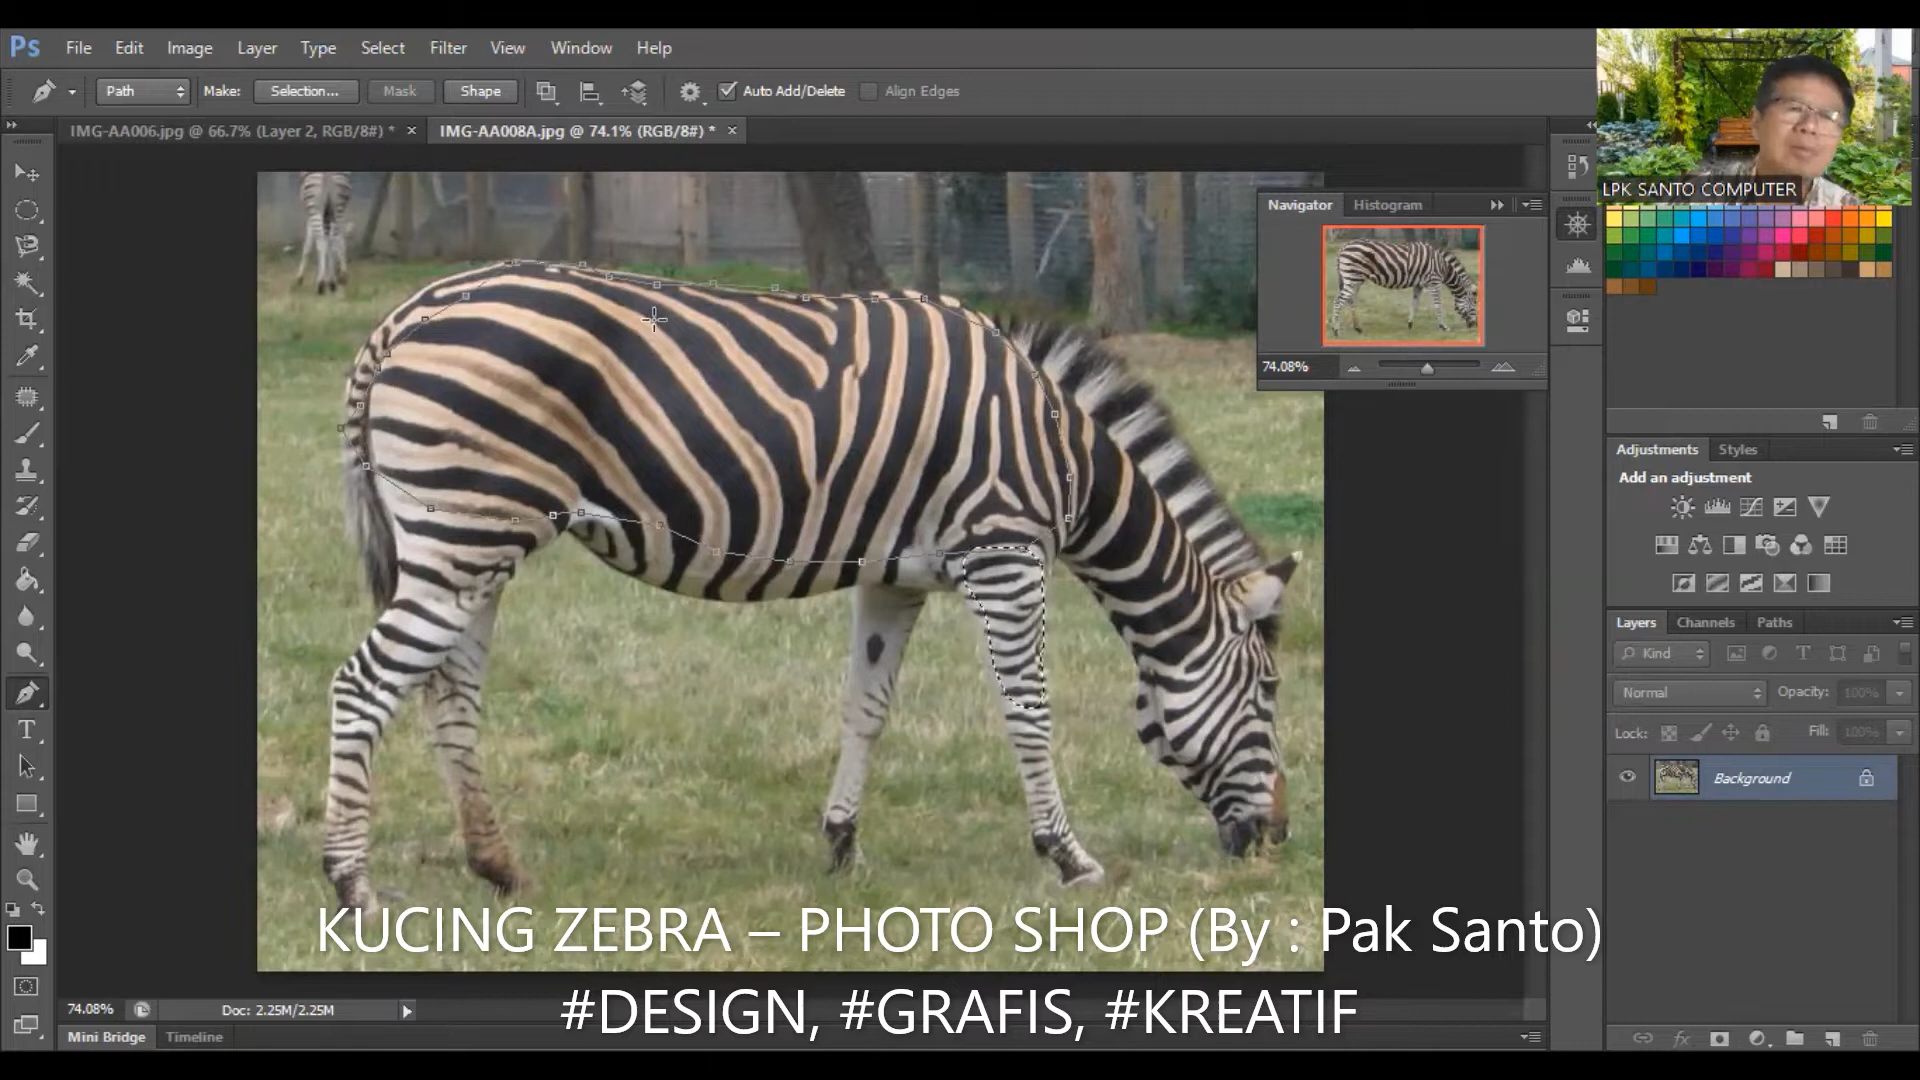 Ps File Edit Image Layer Type Select Filter View Window Help
Path Make: Selection... Mask Shape Auto Add/Delete Align Edges
IMG-AA006.jpg @ 66.7% (Layer 2, RGB/8#) * × IMG-AA008A.jpg @ 74.1% (RGB/8#) * ×
LPK SANTO COMPUTER
Navigator Histogram
74.08%
Adjustments Styles
Add an adjustment
Layers Channels Paths
Kind
Normal Opacity: 100%
Lock: Fill: 100%
Background
KUCING ZEBRA – PHOTO SHOP (By : Pak Santo)
#DESIGN, #GRAFIS, #KREATIF
74.08% Doc: 2.25M/2.25M
Mini Bridge Timeline